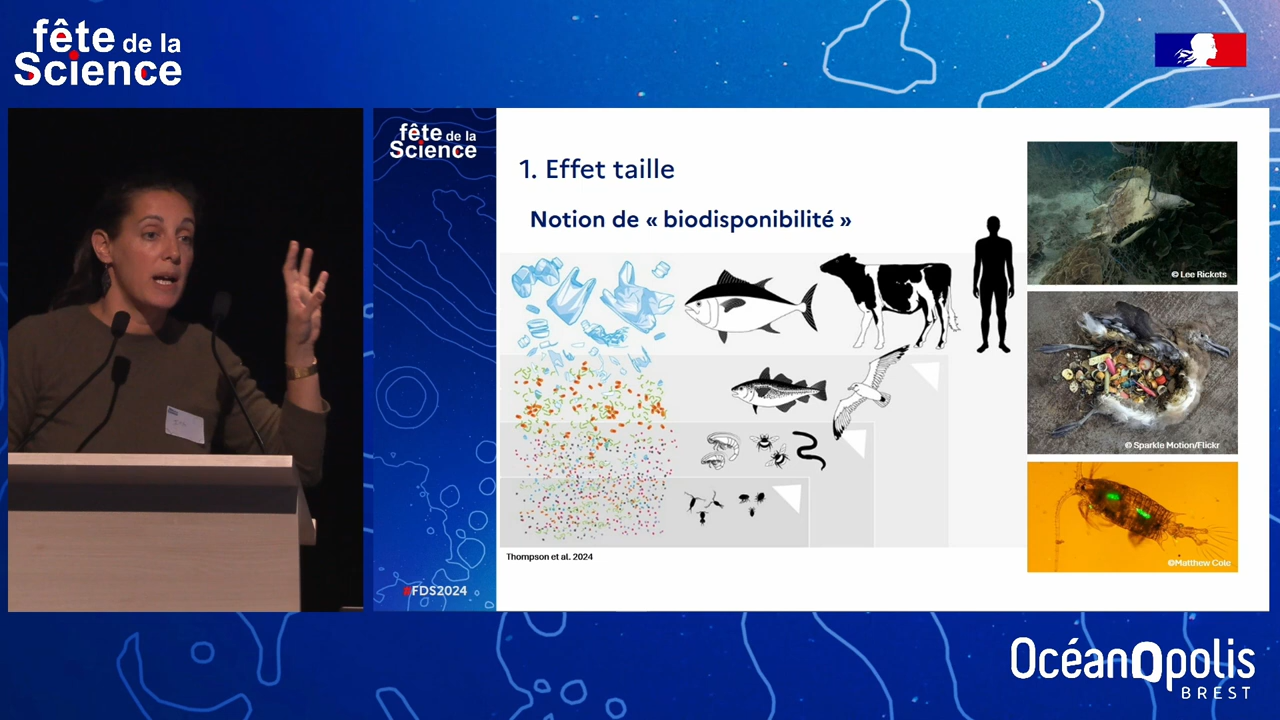 fête de la
Science
fête de la
Science
1. Effet taille
Notion de « biodisponibilité »
© Lee Rickets
© Sparkle Motion/Flickr
©Matthew Cole
Thompson et al. 2024
#FDS2024
OcéanOpolis
BREST